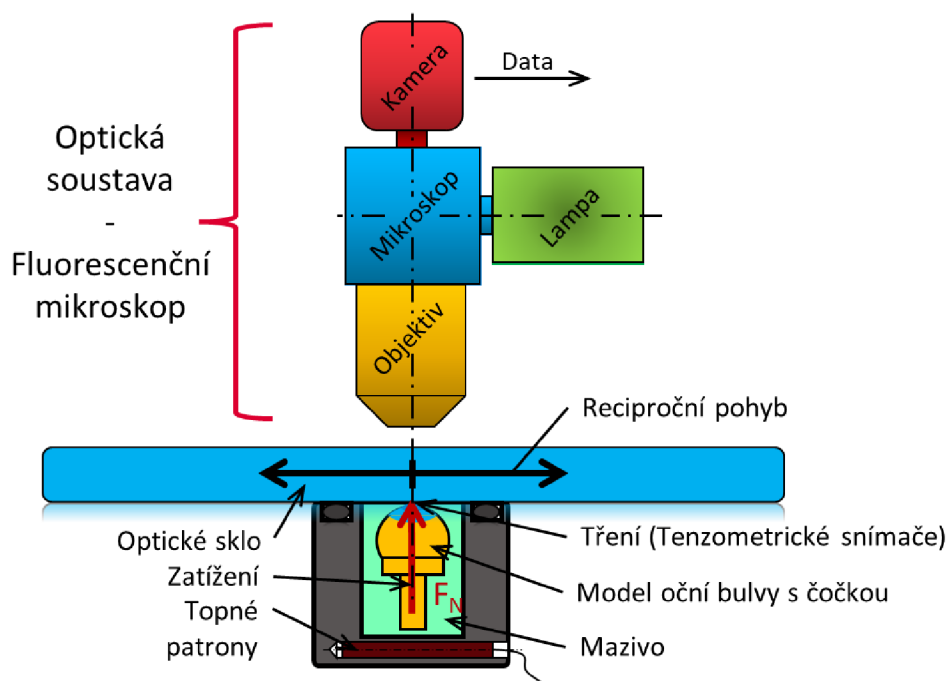 Kamera
Data
Optická
soustava
-
Fluorescenční
mikroskop
Mikroskop
Lampa
Objektiv
Reciproční pohyb
Optické sklo
Zatížení
Topné
patrony
F_N
Tření (Tenzometrické snímače)
Model oční bulvy s čočkou
Mazivo